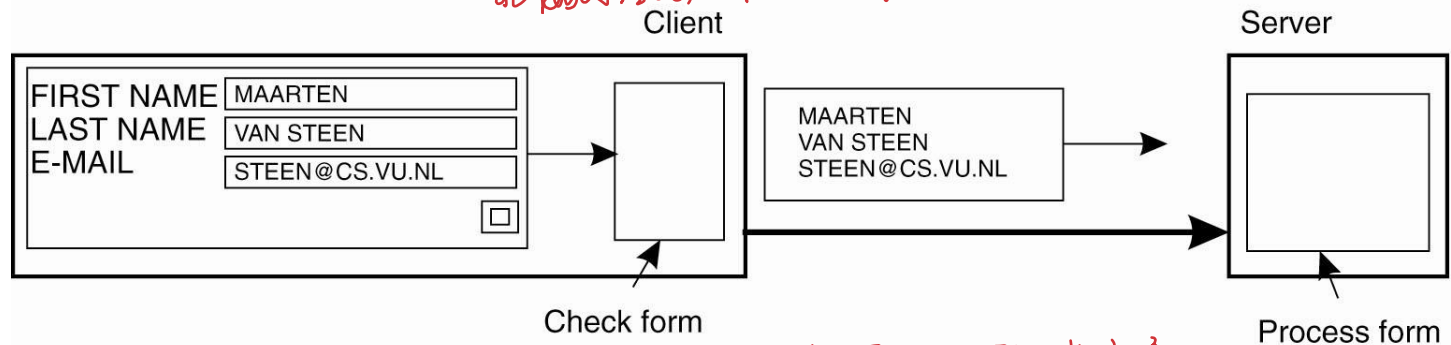 Client
Server
FIRST NAME MAARTEN
LAST NAME VAN STEEN
E-MAIL STEEN@CS.VU.NL
MAARTEN
VAN STEEN
STEEN@CS.VU.NL
Check form
Process form